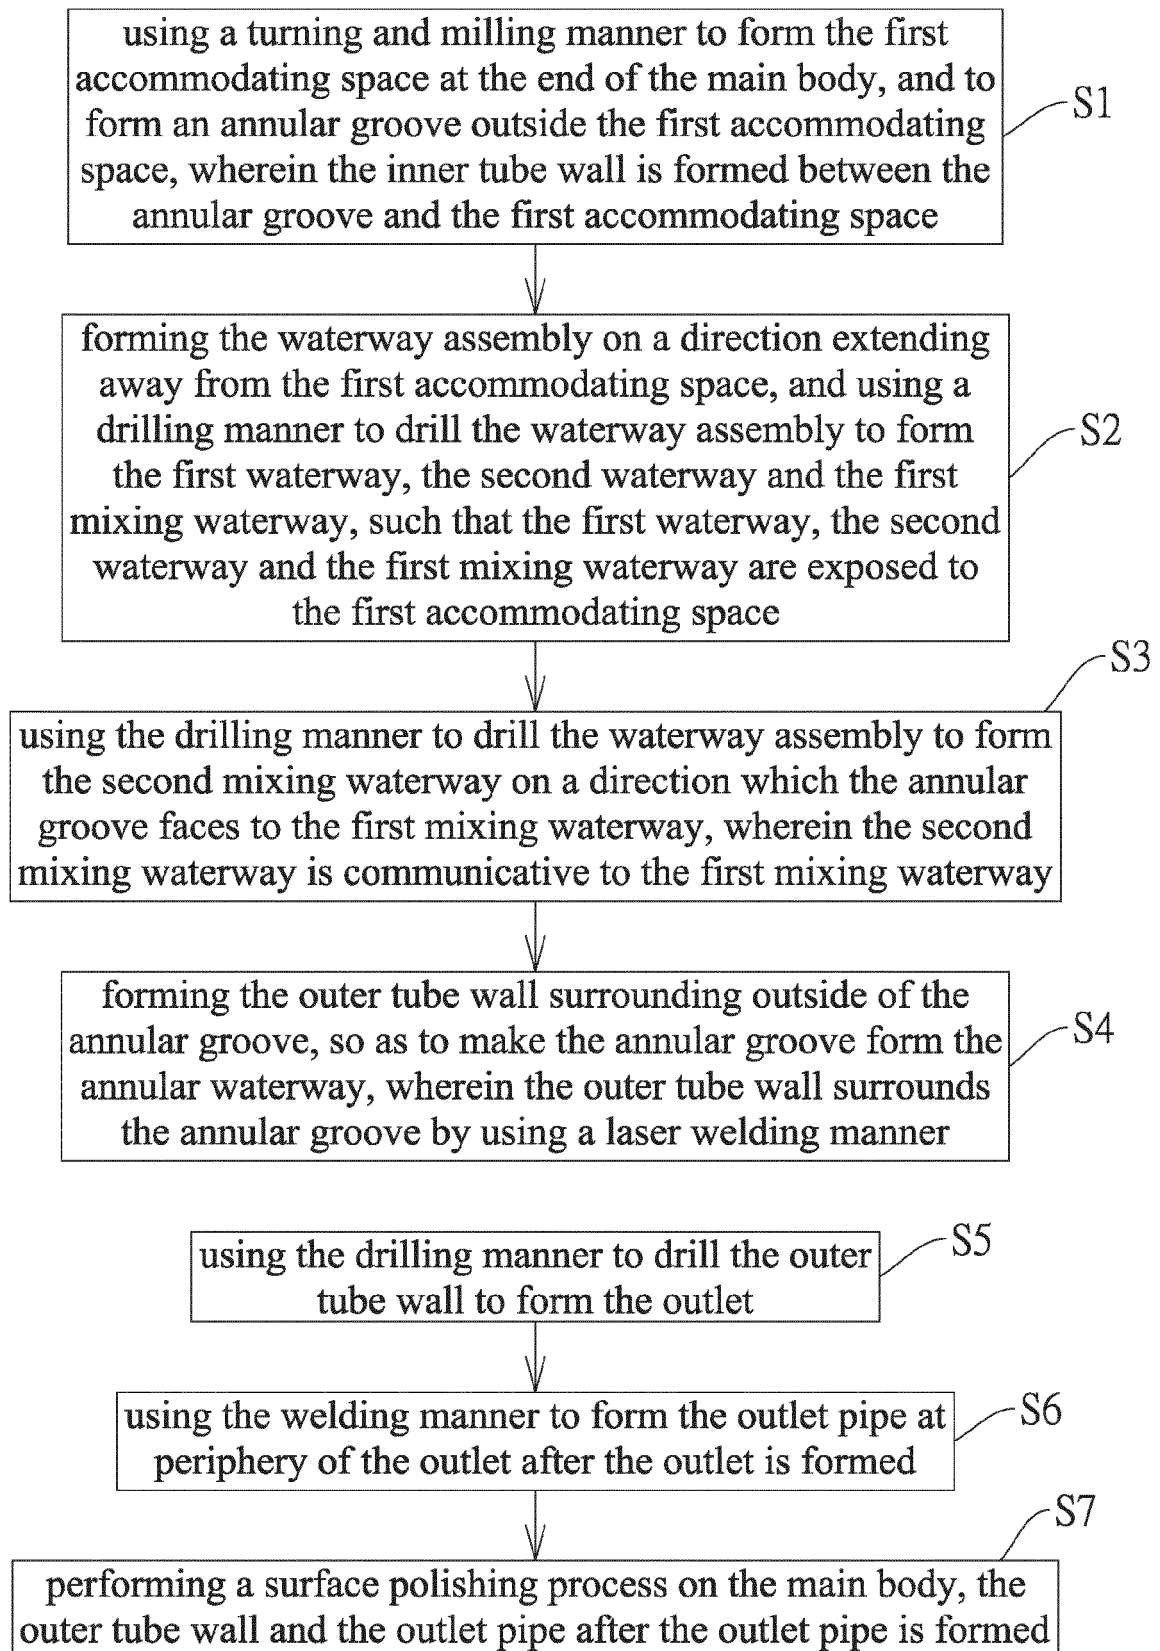 using a turning and milling manner to form the first
accommodating space at the end of the main body, and to
form an annular groove outside the first accommodating
space, wherein the inner tube wall is formed between the
annular groove and the first accommodating space
S1
forming the waterway assembly on a direction extending
away from the first accommodating space, and using a
drilling manner to drill the waterway assembly to form
the first waterway, the second waterway and the first
mixing waterway, such that the first waterway, the second
waterway and the first mixing waterway are exposed to
the first accommodating space
S2
using the drilling manner to drill the waterway assembly to form
the second mixing waterway on a direction which the annular
groove faces to the first mixing waterway, wherein the second
mixing waterway is communicative to the first mixing waterway
S3
forming the outer tube wall surrounding outside of the
annular groove, so as to make the annular groove form the
annular waterway, wherein the outer tube wall surrounds
the annular groove by using a laser welding manner
S4
using the drilling manner to drill the outer
tube wall to form the outlet
S5
using the welding manner to form the outlet pipe at
periphery of the outlet after the outlet is formed
S6
performing a surface polishing process on the main body, the
outer tube wall and the outlet pipe after the outlet pipe is formed
S7